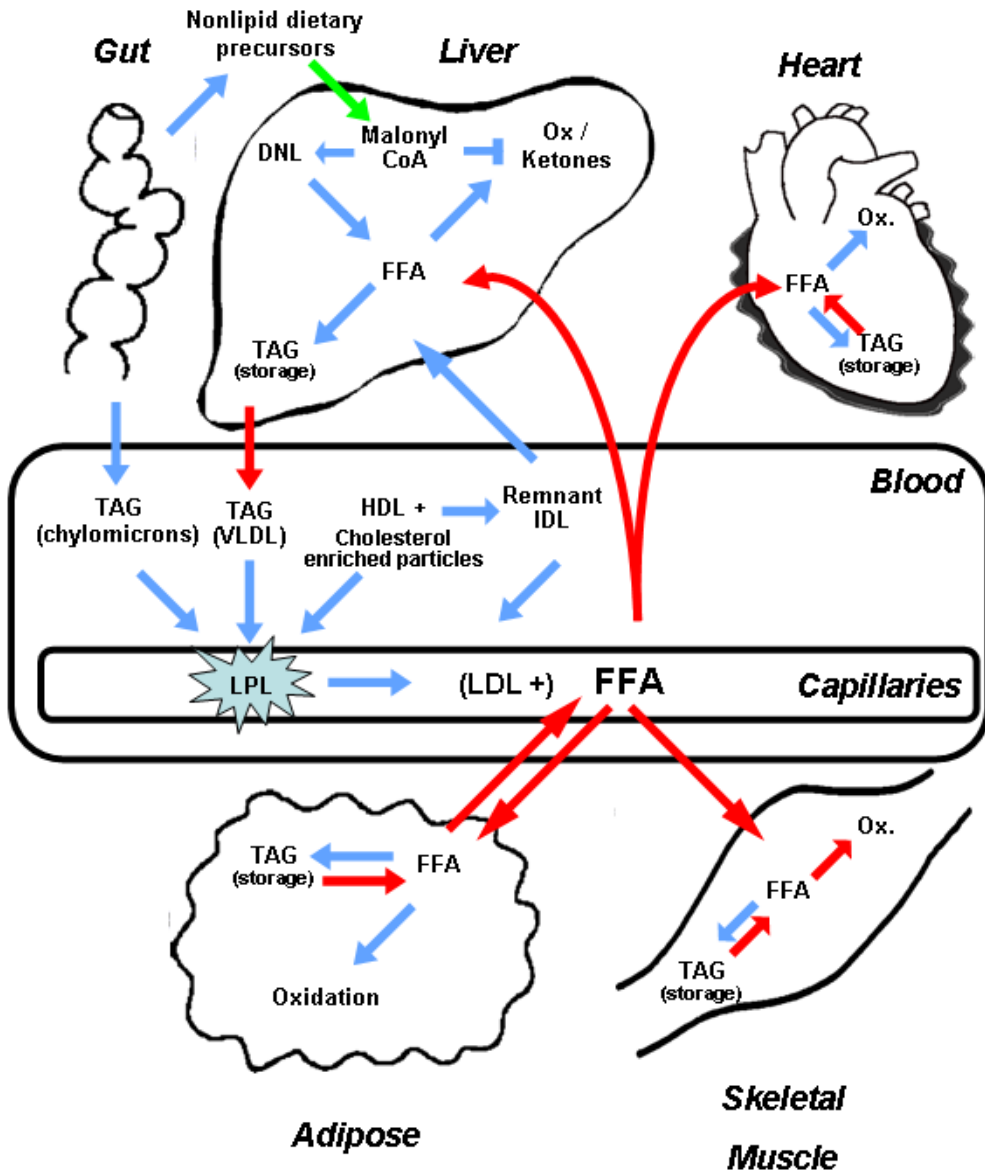 Nonlipid dietary
precursors
Gut
Liver
Heart
DNL
Malonyl
CoA
Ox /
Ketones
FFA
TAG
(storage)
Ox.
FFA
TAG
(storage)
Blood
TAG
(chylomicrons)
TAG
(VLDL)
HDL +
Cholesterol
enriched particles
Remnant
IDL
LPL
(LDL +) FFA
Capillaries
TAG
(storage)
FFA
Oxidation
Ox.
FFA
TAG
(storage)
Adipose
Skeletal
Muscle